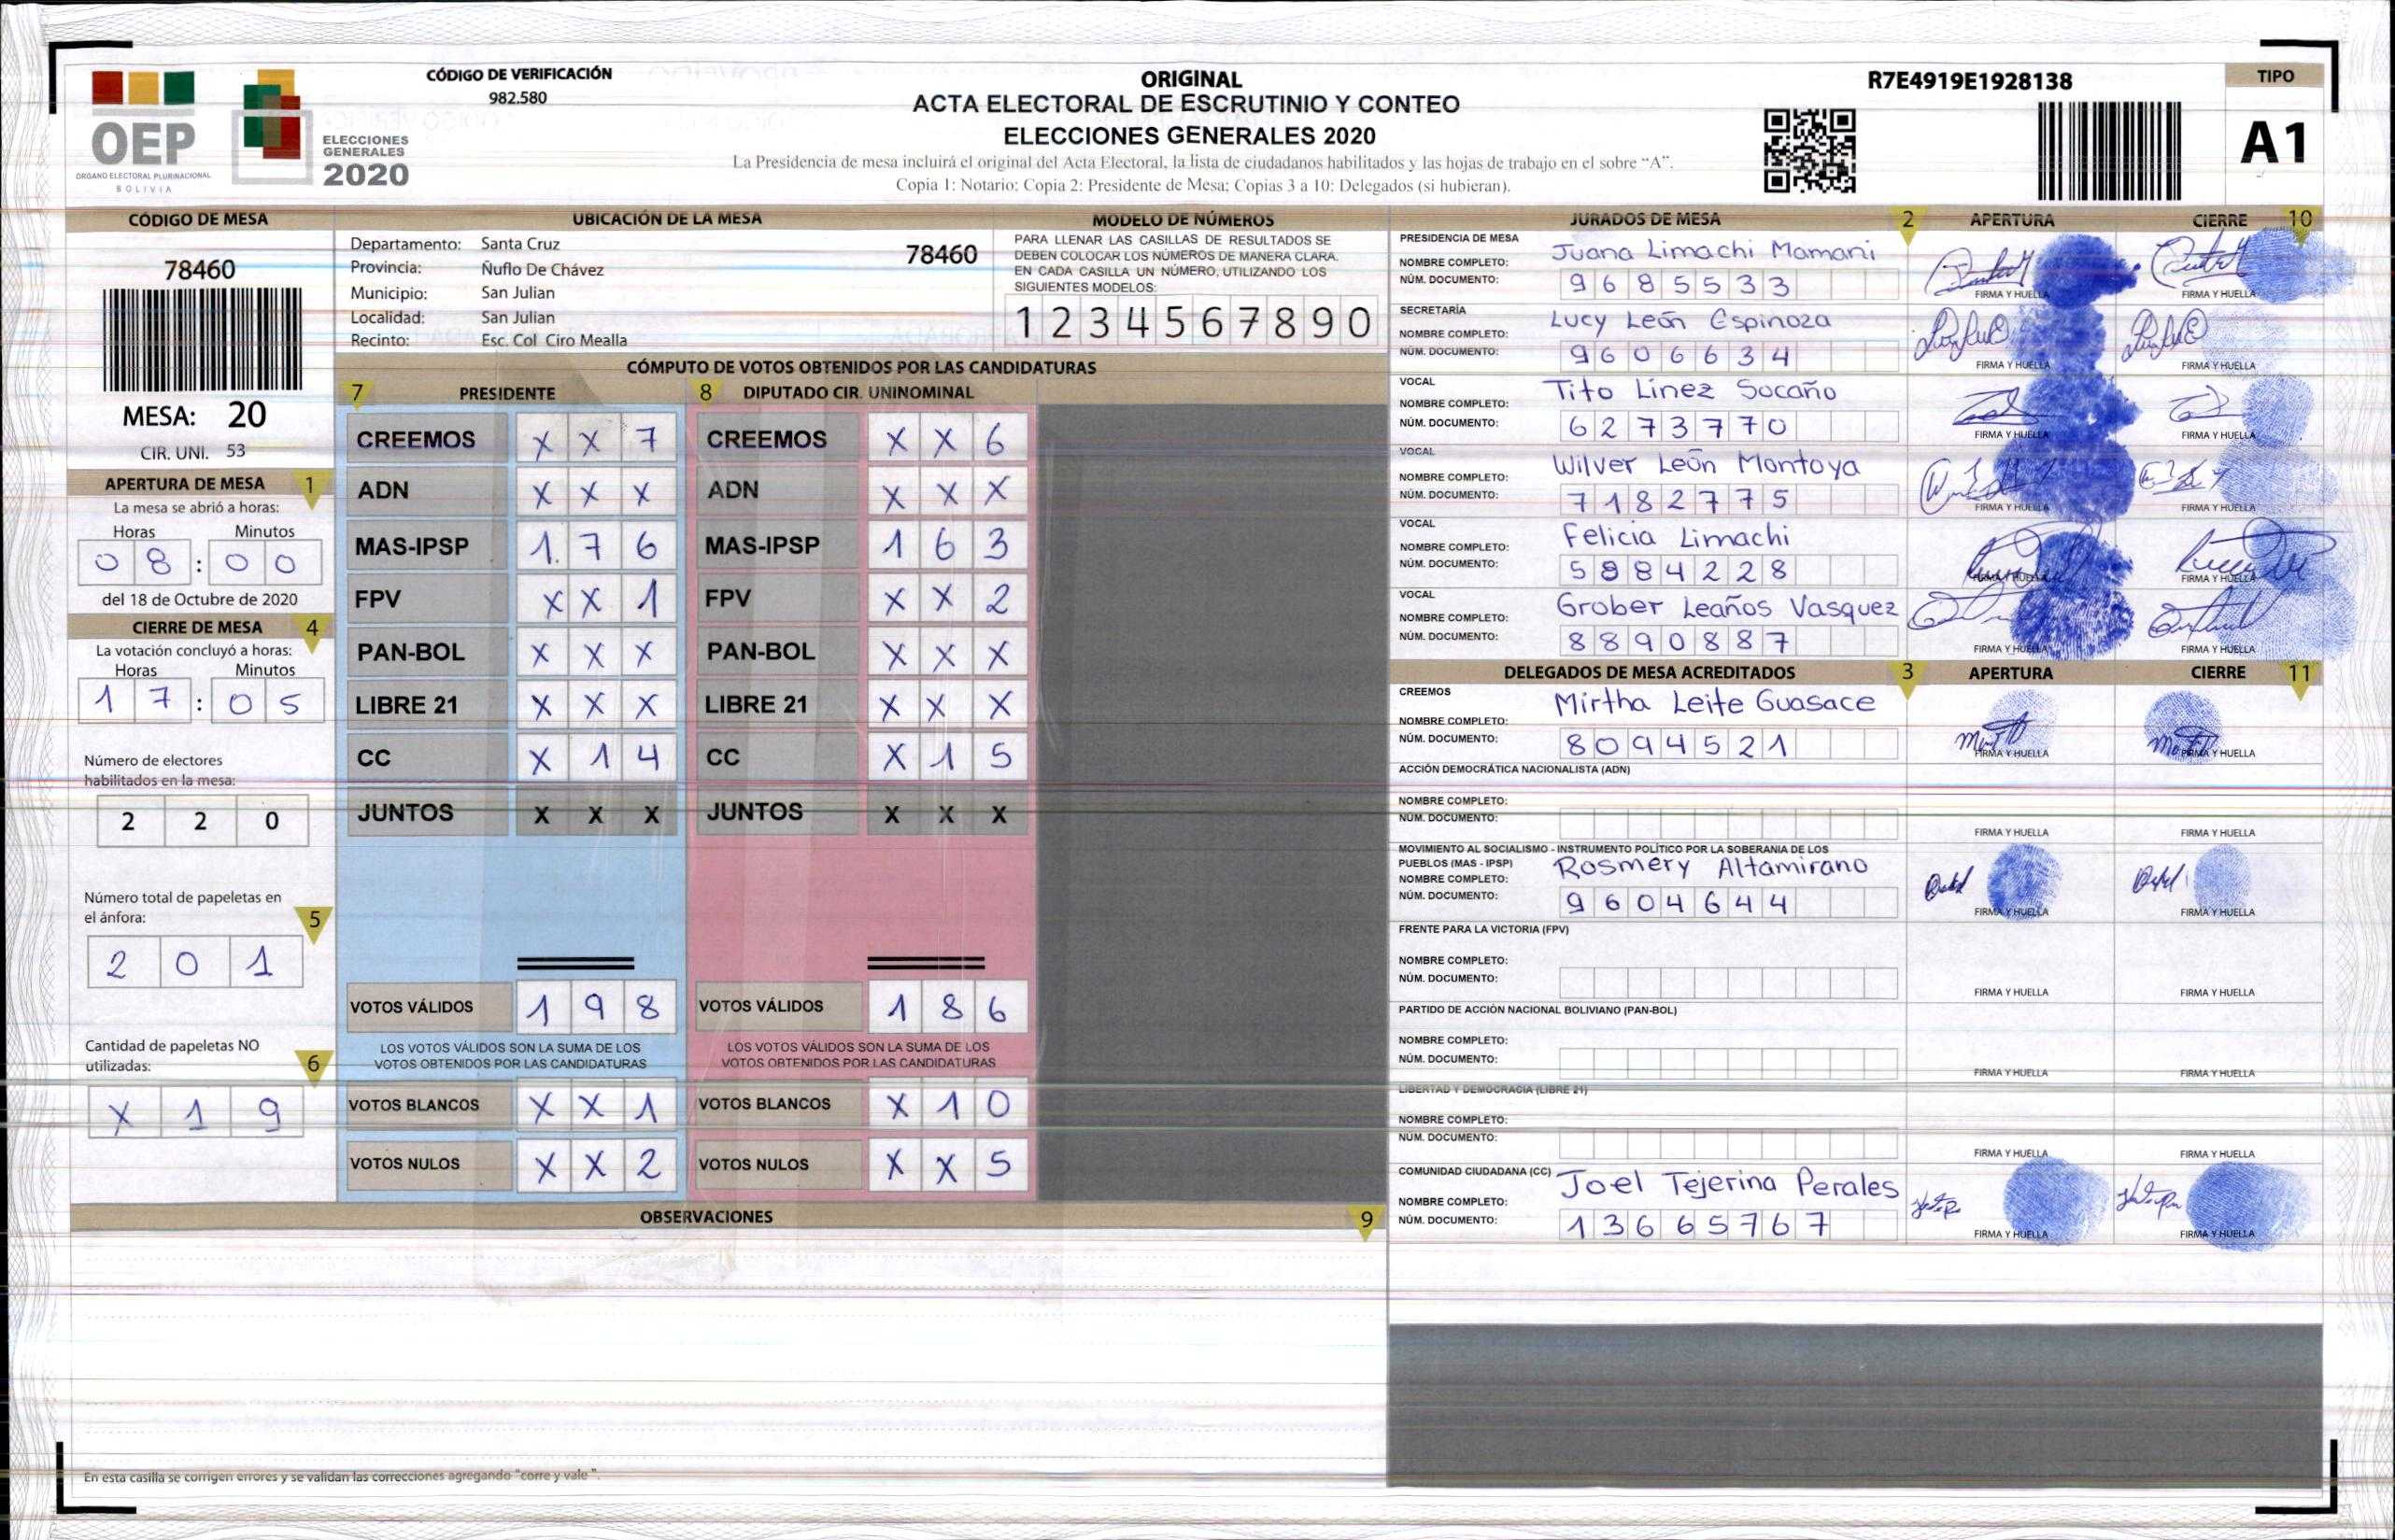 CÓDIGO DE VERIFICACIÓN
982.580
OEP
ORGANO ELECTORAL PLURINACIONAL
BOLIVIA
ELECCIONES
GENERALES
2020
ORIGINAL
ACTA ELECTORAL DE ESCRUTINIO Y CONTEO
ELECCIONES GENERALES 2020
La Presidencia de mesa incluirá el original del Acta Electoral, la lista de ciudadanos habilitados y las hojas de trabajo en el sobre “A”.
Copia 1: Notario; Copia 2: Presidente de Mesa; Copias 3 a 10: Delegados (si hubieran).
R7E4919E1928138
TIPO
A1
CÓDIGO DE MESA
78460
MESA: 20
CIR. UNI. 53
APERTURA DE MESA 1
La mesa se abrió a horas:
Horas Minutos
08:00
del 18 de Octubre de 2020
CIERRE DE MESA 4
La votación concluyó a horas:
Horas Minutos
17:05
Número de electores
habilitados en la mesa:
2 2 0
Número total de papeletas en
el ánfora: 5
2 0 1
Cantidad de papeletas NO
utilizadas: 6
X 1 9
UBICACIÓN DE LA MESA
Departamento: Santa Cruz 78460
Provincia: Ñuflo De Chávez
Municipio: San Julian
Localidad: San Julian
Recinto: Esc. Col Ciro Mealla
MODELO DE NÚMEROS
PARA LLENAR LAS CASILLAS DE RESULTADOS SE
DEBEN COLOCAR LOS NÚMEROS DE MANERA CLARA.
EN CADA CASILLA UN NÚMERO, UTILIZANDO LOS
SIGUIENTES MODELOS:
1 2 3 4 5 6 7 8 9 0
CÓMPUTO DE VOTOS OBTENIDOS POR LAS CANDIDATURAS
7 PRESIDENTE 8 DIPUTADO CIR. UNINOMINAL
CREEMOS X X 7 CREEMOS X X 6
ADN X X X ADN X X X
MAS-IPSP 1. 7 6 MAS-IPSP 1 6 3
FPV X X 1 FPV X X 2
PAN-BOL X X X PAN-BOL X X X
LIBRE 21 X X X LIBRE 21 X X X
CC X 1 4 CC X 1 5
JUNTOS X X X JUNTOS X X X
VOTOS VÁLIDOS 1 9 8 VOTOS VÁLIDOS 1 8 6
LOS VOTOS VÁLIDOS SON LA SUMA DE LOS LOS VOTOS VÁLIDOS SON LA SUMA DE LOS
VOTOS OBTENIDOS POR LAS CANDIDATURAS VOTOS OBTENIDOS POR LAS CANDIDATURAS
VOTOS BLANCOS X X 1 VOTOS BLANCOS X 1 0
VOTOS NULOS X X 2 VOTOS NULOS X X 5
OBSERVACIONES 9
En esta casilla se corrigen errores y se validan las correcciones agregando "corre y vale ".
JURADOS DE MESA 2 APERTURA CIERRE 10
PRESIDENCIA DE MESA
NOMBRE COMPLETO: Juana Limachi Mamani
NÚM. DOCUMENTO: 9685533
FIRMA Y HUELLA FIRMA Y HUELLA
SECRETARÍA
NOMBRE COMPLETO: Lucy León Espinoza
NÚM. DOCUMENTO: 9606634
FIRMA Y HUELLA FIRMA Y HUELLA
VOCAL
NOMBRE COMPLETO: Tito Linez Socaño
NÚM. DOCUMENTO: 6273770
FIRMA Y HUELLA FIRMA Y HUELLA
VOCAL
NOMBRE COMPLETO: Wilver León Montoya
NÚM. DOCUMENTO: 7182775
FIRMA Y HUELLA FIRMA Y HUELLA
VOCAL
NOMBRE COMPLETO: Felicia Limachi
NÚM. DOCUMENTO: 5884228
FIRMA Y HUELLA FIRMA Y HUELLA
VOCAL
NOMBRE COMPLETO: Grober Leaños Vasquez
NÚM. DOCUMENTO: 8890887
FIRMA Y HUELLA FIRMA Y HUELLA
DELEGADOS DE MESA ACREDITADOS 3 APERTURA CIERRE 11
CREEMOS
NOMBRE COMPLETO: Mirtha Leite Guasace
NÚM. DOCUMENTO: 8094521
FIRMA Y HUELLA FIRMA Y HUELLA
ACCIÓN DEMOCRÁTICA NACIONALISTA (ADN)
NOMBRE COMPLETO:
NÚM. DOCUMENTO:
FIRMA Y HUELLA FIRMA Y HUELLA
MOVIMIENTO AL SOCIALISMO - INSTRUMENTO POLÍTICO POR LA SOBERANIA DE LOS
PUEBLOS (MAS - IPSP)
NOMBRE COMPLETO: Rosmery Altamirano
NÚM. DOCUMENTO: 9604644
FIRMA Y HUELLA FIRMA Y HUELLA
FRENTE PARA LA VICTORIA (FPV)
NOMBRE COMPLETO:
NÚM. DOCUMENTO:
FIRMA Y HUELLA FIRMA Y HUELLA
PARTIDO DE ACCIÓN NACIONAL BOLIVIANO (PAN-BOL)
NOMBRE COMPLETO:
NÚM. DOCUMENTO:
FIRMA Y HUELLA FIRMA Y HUELLA
LIBERTAD Y DEMOCRACIA (LIBRE 21)
NOMBRE COMPLETO:
NÚM. DOCUMENTO:
FIRMA Y HUELLA FIRMA Y HUELLA
COMUNIDAD CIUDADANA (CC)
NOMBRE COMPLETO: Joel Tejerina Perales
NÚM. DOCUMENTO: 13665767
FIRMA Y HUELLA FIRMA Y HUELLA